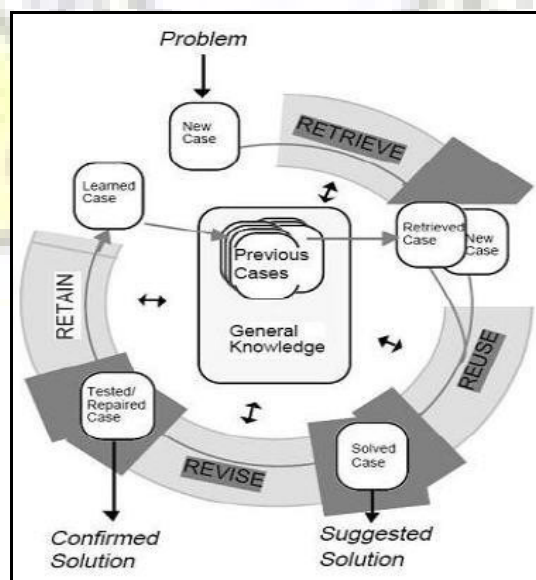 Problem
New
Case
RETRIEVE
Learned
Case
Retrieved
Case
New
Case
Previous
Cases
General
Knowledge
RETAIN
REUSE
Tested/
Repaired
Case
Solved
Case
REVISE
Confirmed
Solution
Suggested
Solution